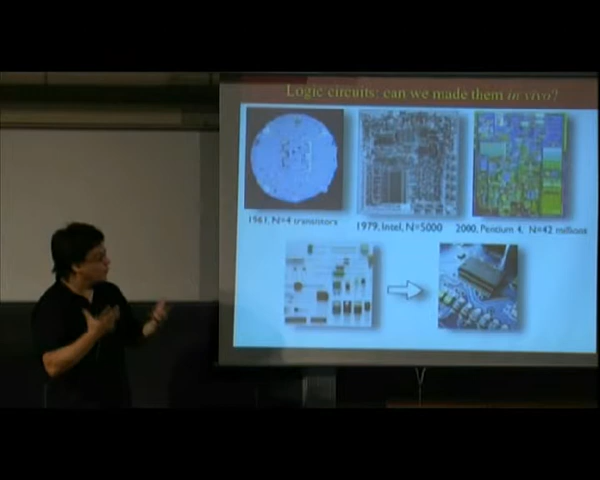 Logic circuits: can we made them in vivo?
1961, N=4 transistors
1979, Intel, N=5000
2000, Pentium 4, N=42 millions